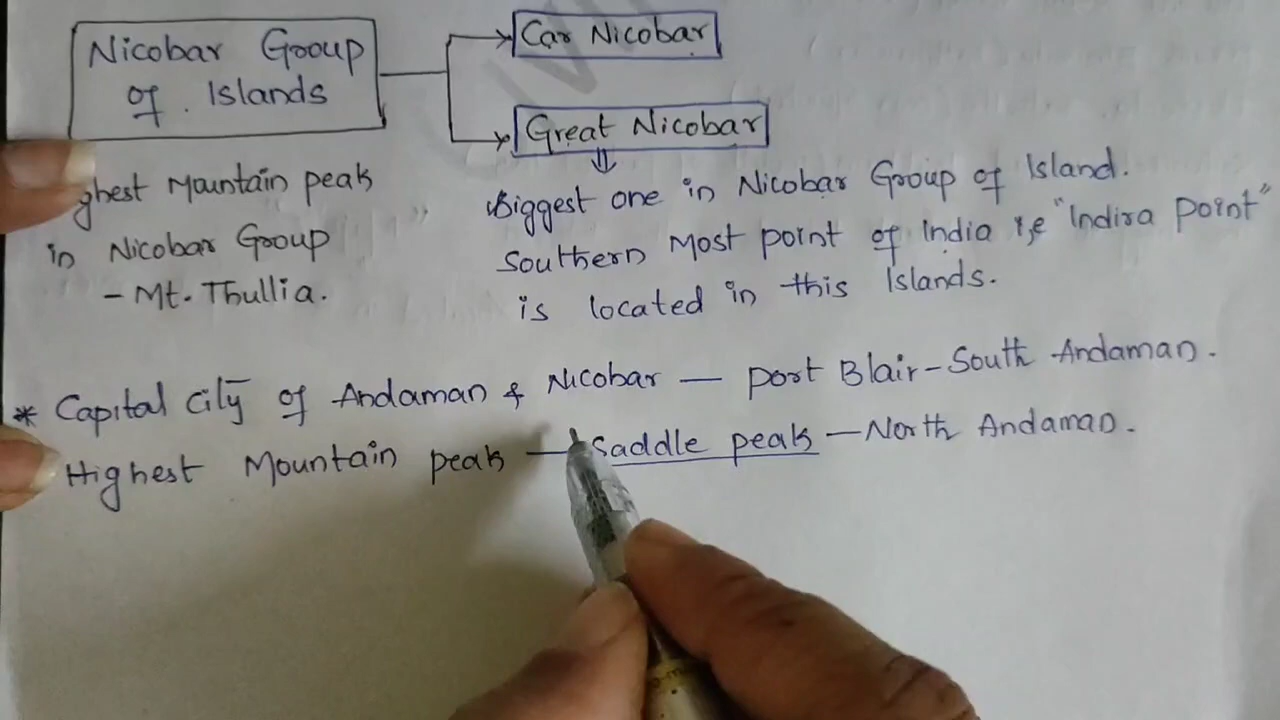 Nicobar Group
of Islands
Car Nicobar
Great Nicobar
ghest Mountain peak
in Nicobar Group
- Mt. Thullia.
Biggest one in Nicobar Group of Island.
Southern Most point of India i,e "Indira Point"
is located in this Islands.
* Capital City of Andaman & Nicobar — Port Blair - South Andaman.
Highest Mountain peak — Saddle peak — North Andaman.